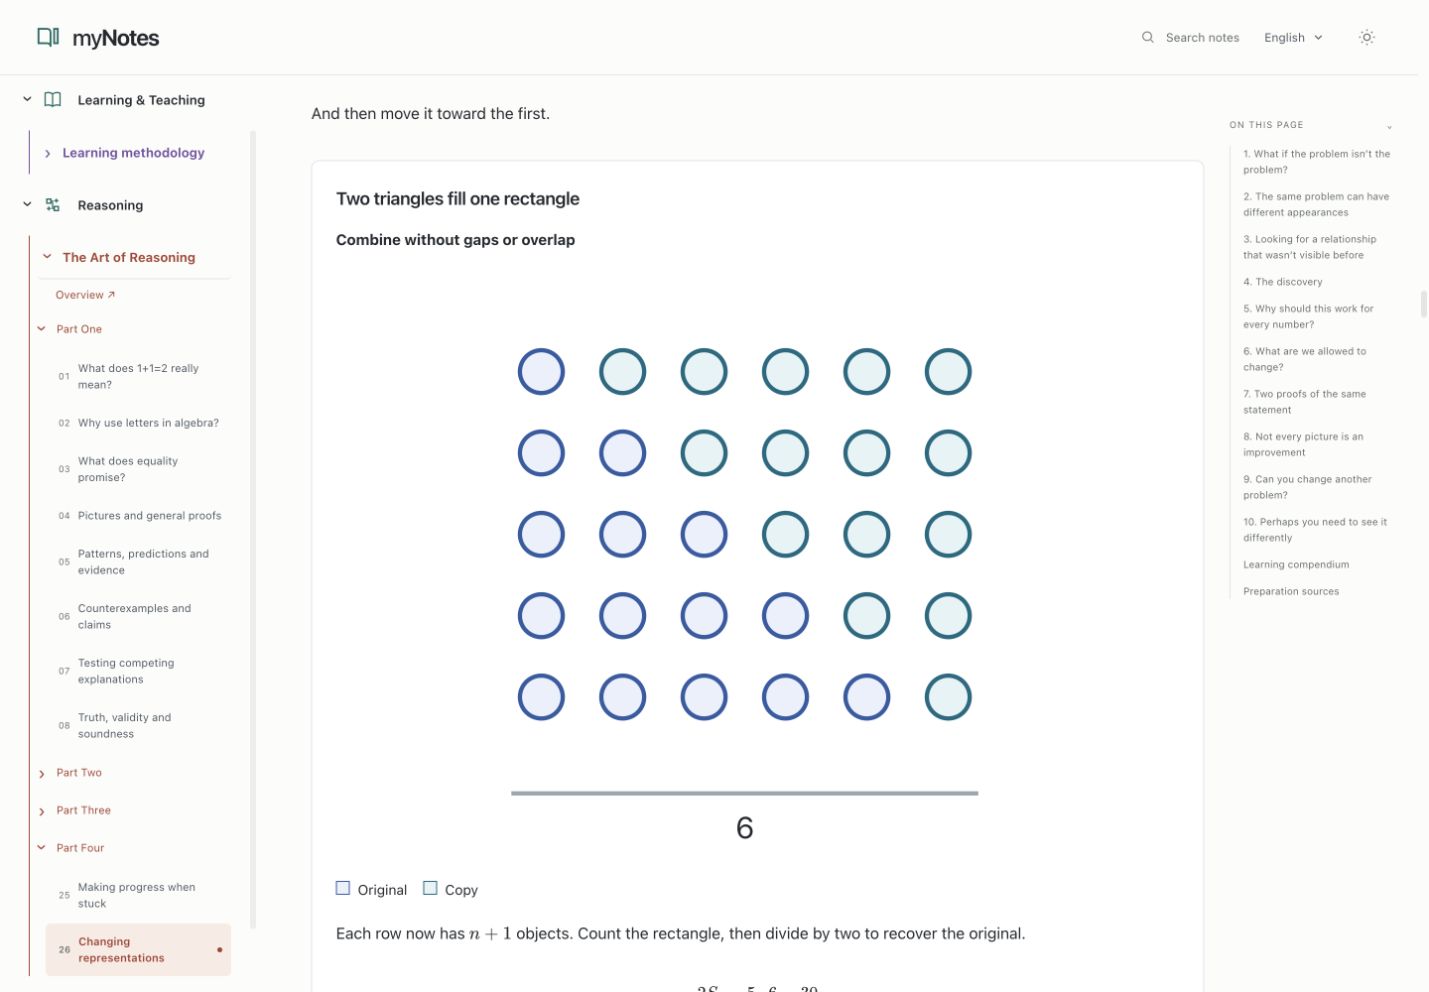 myNotes
Search notes
English
Learning & Teaching
Learning methodology
Reasoning
The Art of Reasoning
Overview ↗
Part One
01 What does 1+1=2 really
mean?
02 Why use letters in algebra?
03 What does equality
promise?
04 Pictures and general proofs
05 Patterns, predictions and
evidence
06 Counterexamples and
claims
07 Testing competing
explanations
08 Truth, validity and
soundness
Part Two
Part Three
Part Four
25 Making progress when
stuck
26 Changing
representations
And then move it toward the first.
Two triangles fill one rectangle
Combine without gaps or overlap
6
Original
Copy
Each row now has n + 1 objects. Count the rectangle, then divide by two to recover the original.
ON THIS PAGE
1. What if the problem isn't the
problem?
2. The same problem can have
different appearances
3. Looking for a relationship
that wasn't visible before
4. The discovery
5. Why should this work for
every number?
6. What are we allowed to
change?
7. Two proofs of the same
statement
8. Not every picture is an
improvement
9. Can you change another
problem?
10. Perhaps you need to see it
differently
Learning compendium
Preparation sources